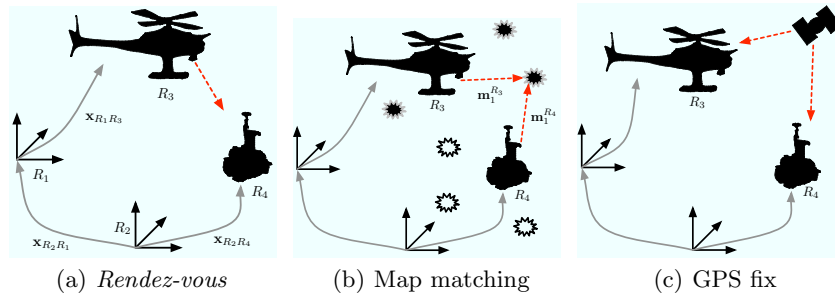 R3
xR1R3
R1
R2
R4
xR2R1
xR2R4
(a) Rendez-vous
R3
m1R3
m1R4
R4
(b) Map matching
R3
R4
(c) GPS fix